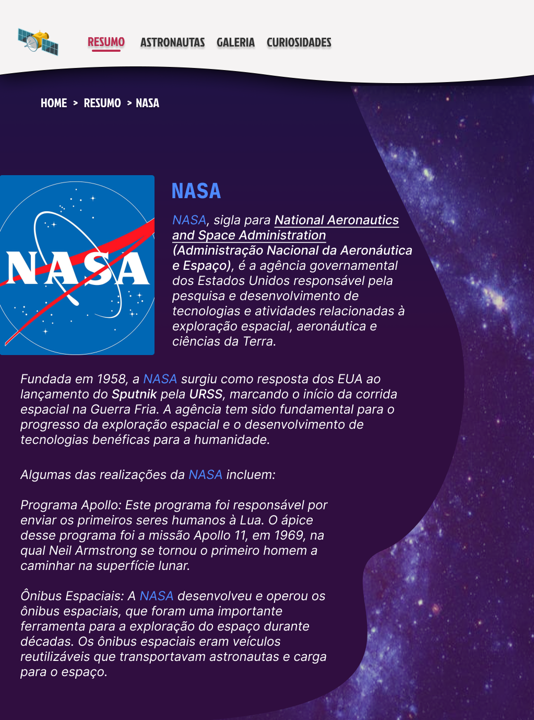 RESUMO ASTRONAUTAS GALERIA CURIOSIDADES
HOME > RESUMO > NASA
NASA
NASA
NASA, sigla para National Aeronautics
and Space Administration
(Administração Nacional da Aeronáutica
e Espaço), é a agência governamental
dos Estados Unidos responsável pela
pesquisa e desenvolvimento de
tecnologias e atividades relacionadas à
exploração espacial, aeronáutica e
ciências da Terra.
Fundada em 1958, a NASA surgiu como resposta dos EUA ao
lançamento do Sputnik pela URSS, marcando o início da corrida
espacial na Guerra Fria. A agência tem sido fundamental para o
progresso da exploração espacial e o desenvolvimento de
tecnologias benéficas para a humanidade.
Algumas das realizações da NASA incluem:
Programa Apollo: Este programa foi responsável por
enviar os primeiros seres humanos à Lua. O ápice
desse programa foi a missão Apollo 11, em 1969, na
qual Neil Armstrong se tornou o primeiro homem a
caminhar na superfície lunar.
Ônibus Espaciais: A NASA desenvolveu e operou os
ônibus espaciais, que foram uma importante
ferramenta para a exploração do espaço durante
décadas. Os ônibus espaciais eram veículos
reutilizáveis que transportavam astronautas e carga
para o espaço.